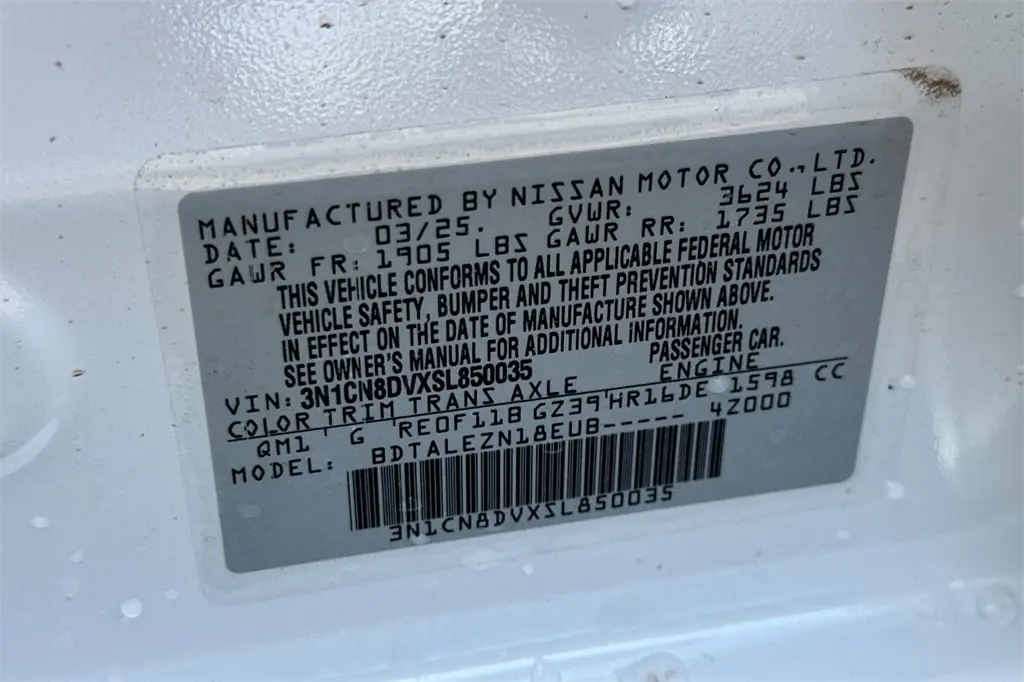 MANUFACTURED BY NISSAN MOTOR CO., LTD.
DATE: 03/25. GVWR: 3624 LBS
GAWR FR: 1905 LBS GAWR RR: 1735 LBS
THIS VEHICLE CONFORMS TO ALL APPLICABLE FEDERAL MOTOR
VEHICLE SAFETY, BUMPER AND THEFT PREVENTION STANDARDS
IN EFFECT ON THE DATE OF MANUFACTURE SHOWN ABOVE.
SEE OWNER'S MANUAL FOR ADDITIONAL INFORMATION.
VIN: 3N1CN8DVXSL850035 PASSENGER CAR.
COLOR TRIM TRANS AXLE ENGINE
QM1 G RE0F11B GZ39 HR16DE 1598 CC
MODEL: BDTALEZN18EUB----- 4Z000
3N1CN8DVXSL850035